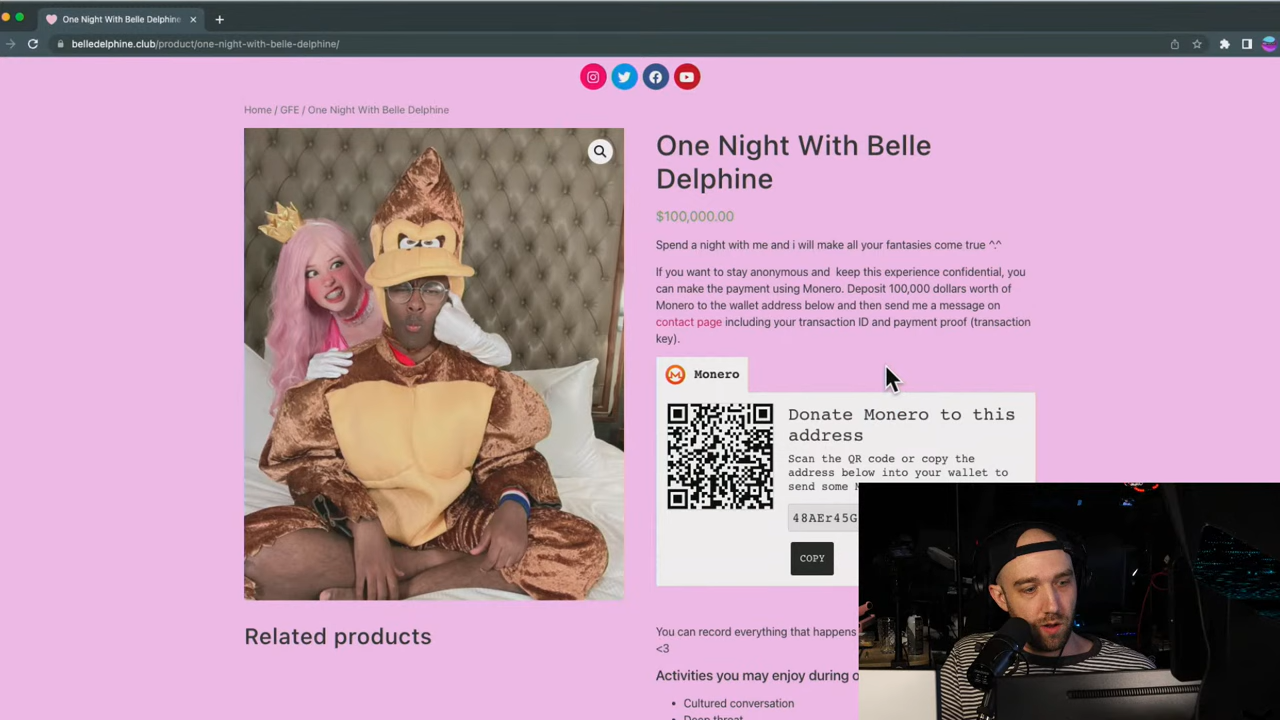 One Night With Belle Delphine
belledelphine.club/product/one-night-with-belle-delphine/
Home / GFE / One Night With Belle Delphine
One Night With Belle
Delphine
$100,000.00
Spend a night with me and i will make all your fantasies come true ^.^
If you want to stay anonymous and keep this experience confidential, you
can make the payment using Monero. Deposit 100,000 dollars worth of
Monero to the wallet address below and then send me a message on
contact page including your transaction ID and payment proof (transaction
key).
Monero
Donate Monero to this
address
Scan the QR code or copy the
address below into your wallet to
send some
48AEr45G
COPY
Related products
You can record everything that happens
<3
Activities you may enjoy during
Cultured conversation
Deep threat